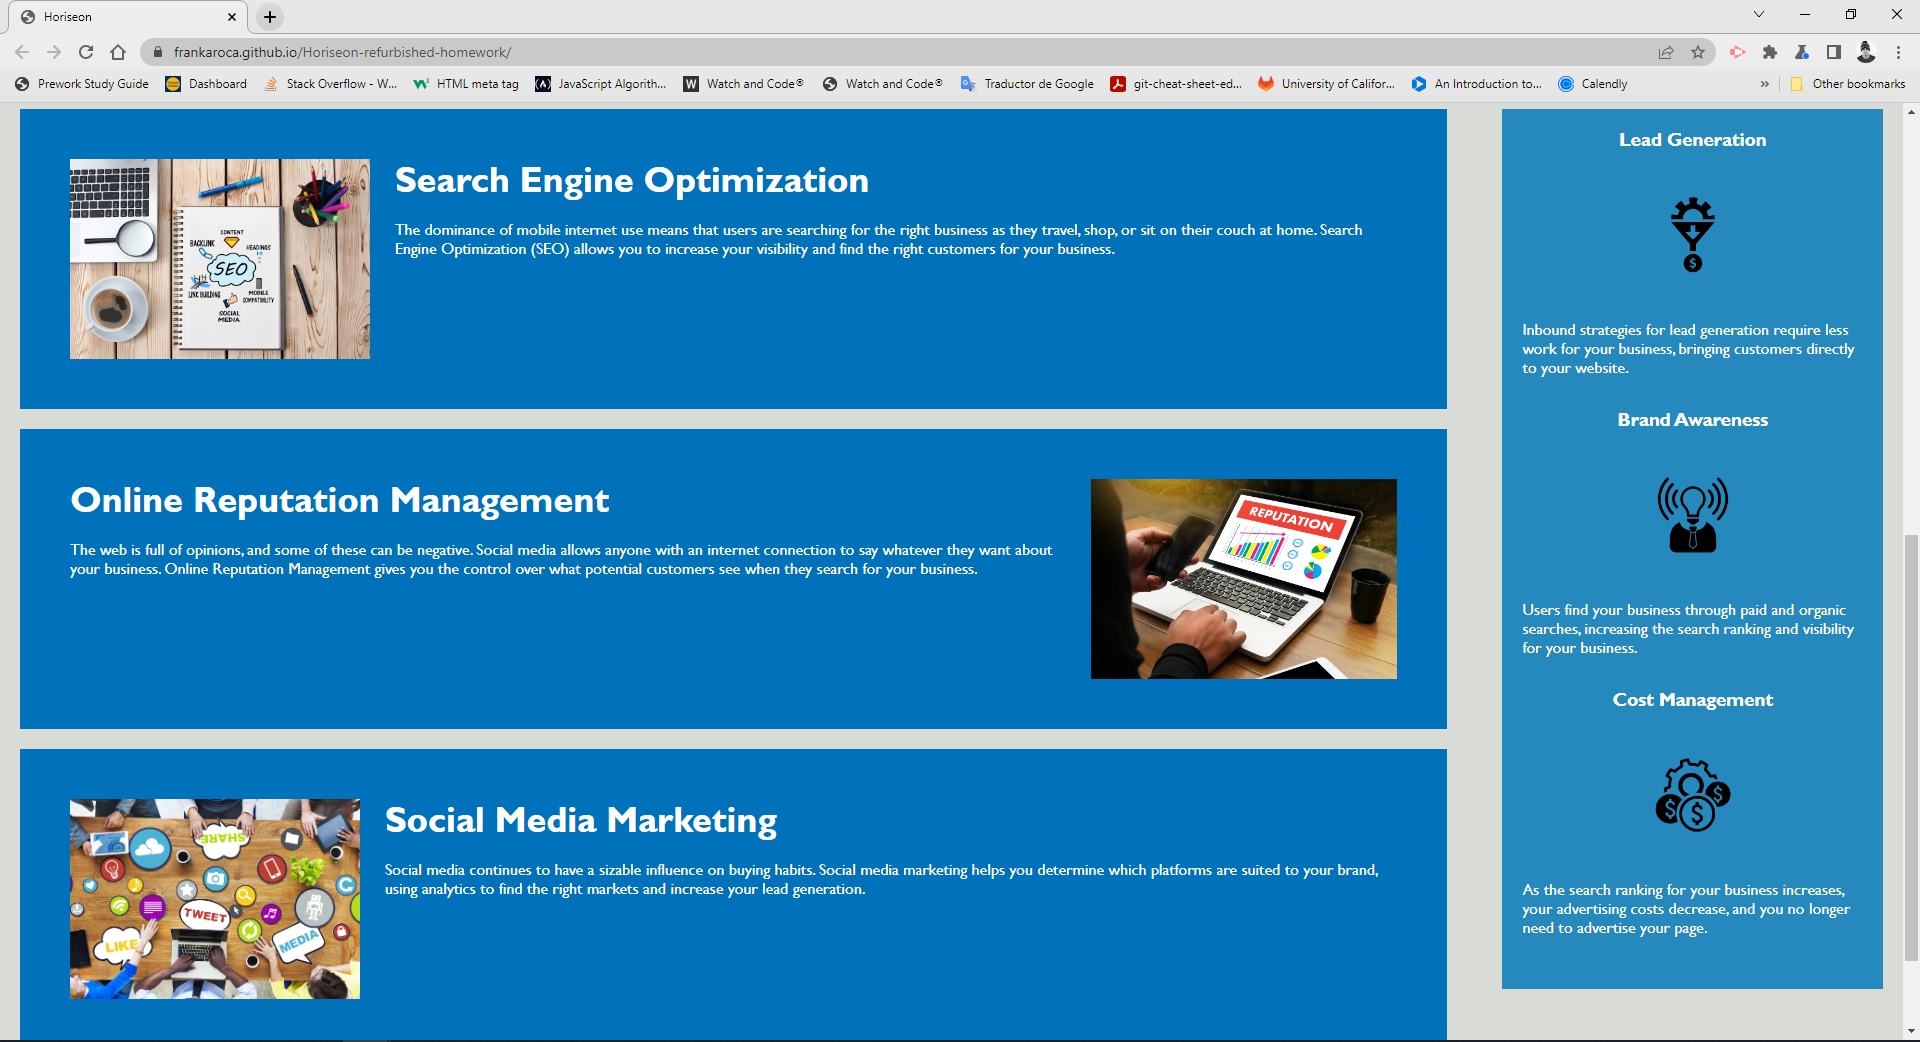 Horiseon
frankaroca.github.io/Horiseon-refurbished-homework/
Prework Study Guide
Dashboard
Stack Overflow - W...
HTML meta tag
JavaScript Algorith...
Watch and Code®
Watch and Code®
Traductor de Google
git-cheat-sheet-ed...
University of Califor...
An Introduction to...
Calendly
»
Other bookmarks
CONTENT
BACKLINK
HEADINGS
SEO
LINK BUILDING
MOBILE
COMPATIBILITY
SOCIAL
MEDIA
Search Engine Optimization
The dominance of mobile internet use means that users are searching for the right business as they travel, shop, or sit on their couch at home. Search
Engine Optimization (SEO) allows you to increase your visibility and find the right customers for your business.
Online Reputation Management
The web is full of opinions, and some of these can be negative. Social media allows anyone with an internet connection to say whatever they want about
your business. Online Reputation Management gives you the control over what potential customers see when they search for your business.
REPUTATION
SHARE
TWEET
LIKE
MEDIA
Social Media Marketing
Social media continues to have a sizable influence on buying habits. Social media marketing helps you determine which platforms are suited to your brand,
using analytics to find the right markets and increase your lead generation.
Lead Generation
$
Inbound strategies for lead generation require less
work for your business, bringing customers directly
to your website.
Brand Awareness
Users find your business through paid and organic
searches, increasing the search ranking and visibility
for your business.
Cost Management
$ $ $
As the search ranking for your business increases,
your advertising costs decrease, and you no longer
need to advertise your page.